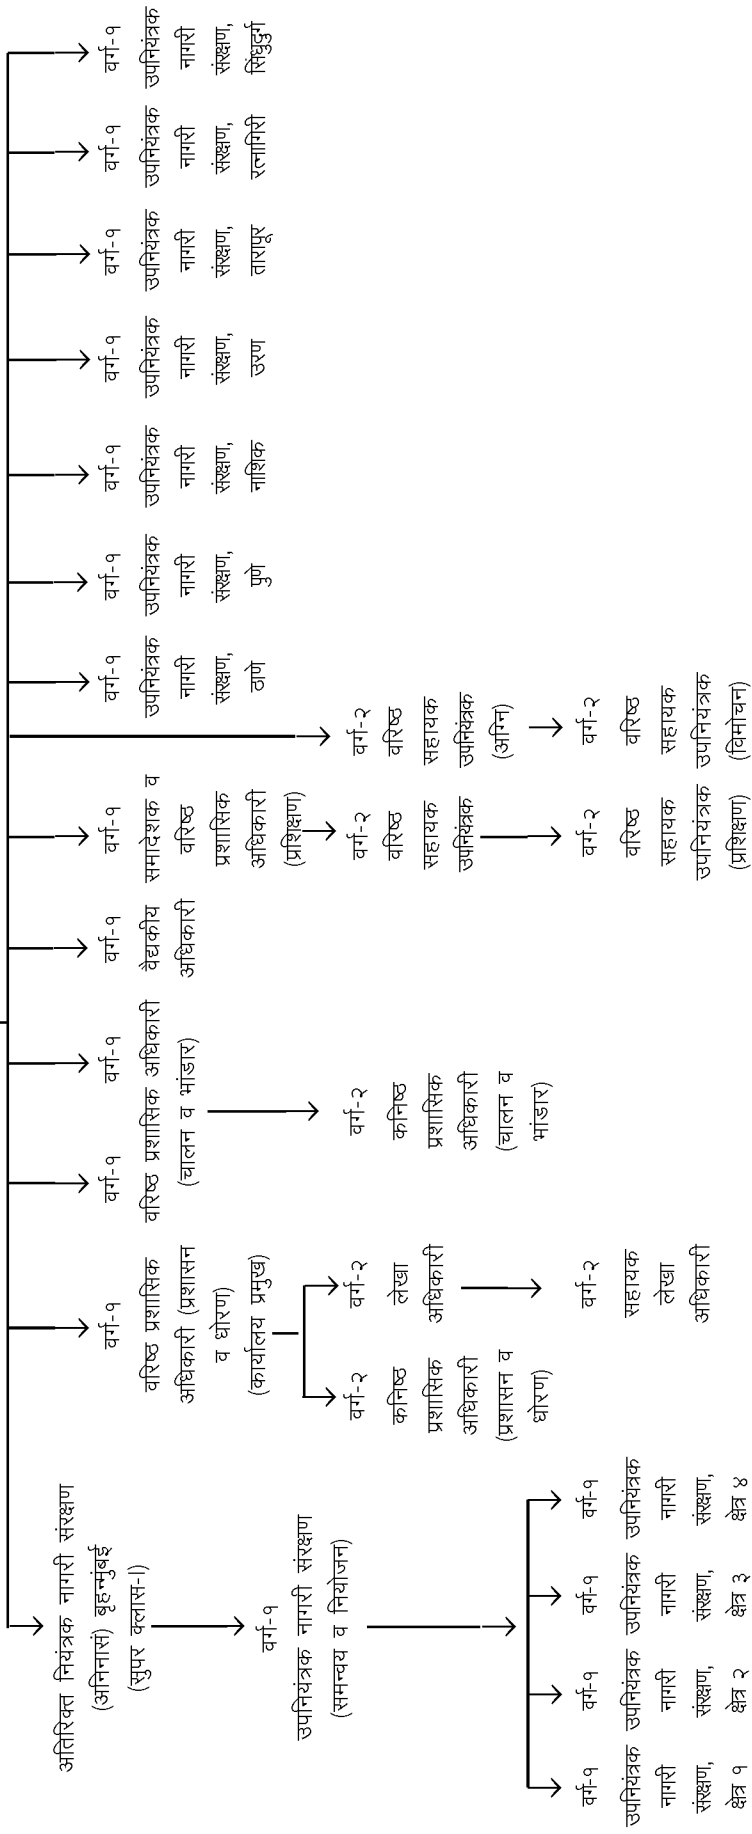 अतिरिक्त नियंत्रक नागरी संरक्षण
(अनिनासं) बृहन्मुंबई
(सुपर क्लास-I)
वर्ग-१
उपनियंत्रक नागरी संरक्षण
(समन्वय व नियोजन)
वर्ग-१
उपनियंत्रक
नागरी
संरक्षण,
क्षेत्र १
वर्ग-१
उपनियंत्रक
नागरी
संरक्षण,
क्षेत्र २
वर्ग-१
उपनियंत्रक
नागरी
संरक्षण,
क्षेत्र ३
वर्ग-१
उपनियंत्रक
नागरी
संरक्षण,
क्षेत्र ४
वर्ग-१
वरिष्ठ प्रशासिक
अधिकारी (प्रशासन
व धोरण)
(कार्यालय प्रमुख)
वर्ग-२
कनिष्ठ
प्रशासिक
अधिकारी
(प्रशासन व
धोरण)
वर्ग-२
लेखा
अधिकारी
वर्ग-२
सहायक
लेखा
अधिकारी
वर्ग-१
वर्ग-१
वरिष्ठ प्रशासिक अधिकारी
(चालन व भांडार)
वर्ग-२
कनिष्ठ
प्रशासिक
अधिकारी
(चालन व
भांडार)
वर्ग-१
वैद्यकीय
अधिकारी
वर्ग-१
समादेशक व
वरिष्ठ
प्रशासिक
अधिकारी
(प्रशिक्षण)
वर्ग-२
वरिष्ठ
सहायक
उपनियंत्रक
वर्ग-२
वरिष्ठ
सहायक
उपनियंत्रक
(प्रशिक्षण)
वर्ग-२
वरिष्ठ
सहायक
उपनियंत्रक
(अग्नि)
वर्ग-२
वरिष्ठ
सहायक
उपनियंत्रक
(विमोचन)
वर्ग-१
उपनियंत्रक
नागरी
संरक्षण,
ठाणे
वर्ग-१
उपनियंत्रक
नागरी
संरक्षण,
पुणे
वर्ग-१
उपनियंत्रक
नागरी
संरक्षण,
नाशिक
वर्ग-१
उपनियंत्रक
नागरी
संरक्षण,
उरण
वर्ग-१
उपनियंत्रक
नागरी
संरक्षण,
तारापूर
वर्ग-१
उपनियंत्रक
नागरी
संरक्षण,
रत्नागिरी
वर्ग-१
उपनियंत्रक
नागरी
संरक्षण,
सिंधुदुर्ग